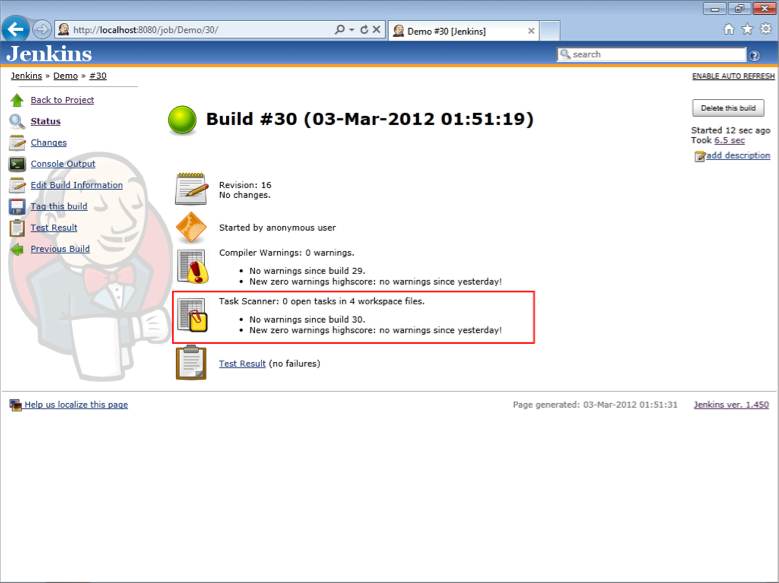 http://localhost:8080/job/Demo/30/
Demo #30 [Jenkins]
Jenkins
search
Jenkins » Demo » #30
ENABLE AUTO REFRESH
Back to Project
Status
Changes
Console Output
Edit Build Information
Tag this build
Test Result
Previous Build
Build #30 (03-Mar-2012 01:51:19)
Delete this build
Started 12 sec ago
Took 6.5 sec
add description
Revision: 16
No changes.
Started by anonymous user
Compiler Warnings: 0 warnings.
• No warnings since build 29.
• New zero warnings highscore: no warnings since yesterday!
Task Scanner: 0 open tasks in 4 workspace files.
• No warnings since build 30.
• New zero warnings highscore: no warnings since yesterday!
Test Result (no failures)
Help us localize this page
Page generated: 03-Mar-2012 01:51:31
Jenkins ver. 1.450